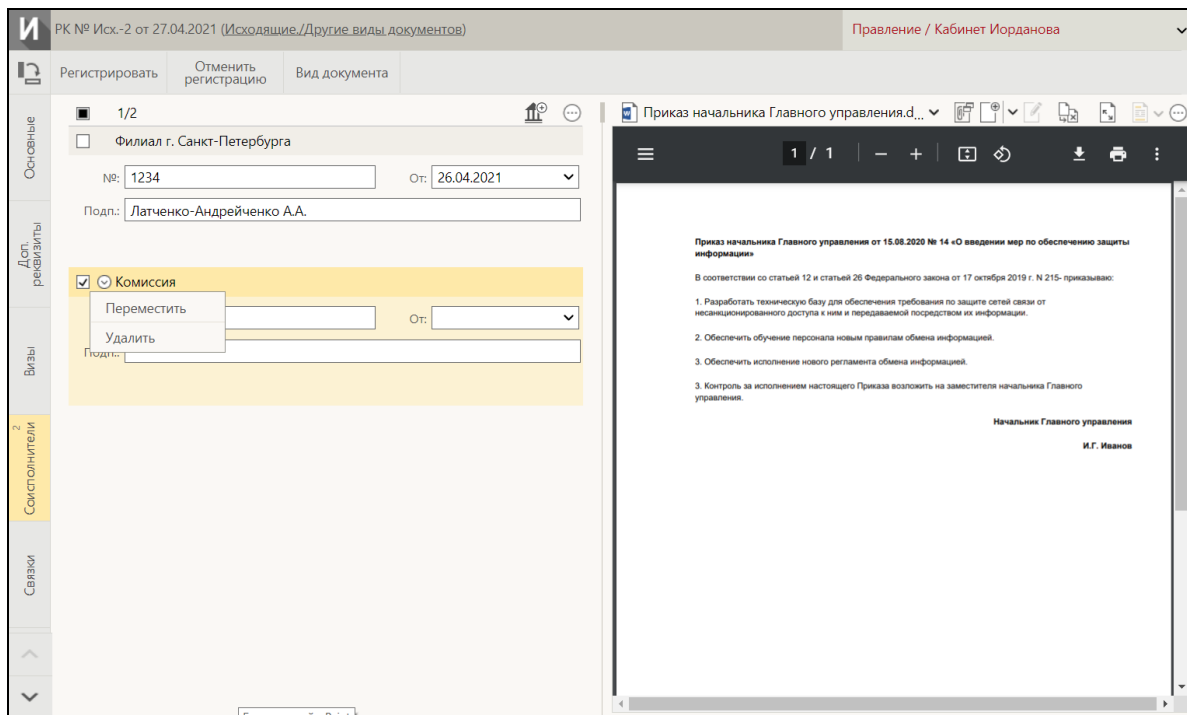 И
РК № Исх.-2 от 27.04.2021 (Исходящие./Другие виды документов)
Правление / Кабинет Иорданова
Регистрировать
Отменить
регистрацию
Вид документа
Основные
Доп.
реквизиты
Визы
2
Соисполнители
Связки
1/2
Филиал г. Санкт-Петербурга
№: 1234 От: 26.04.2021
Подп.: Латченко-Андрейченко А.А.
Комиссия
Переместить
От:
Удалить
Подп.:
Приказ начальника Главного управления.d...
1 / 1
Приказ начальника Главного управления от 15.08.2020 № 14 «О введении мер по обеспечению защиты
информации»
В соответствии со статьей 12 и статьей 26 Федерального закона от 17 октября 2019 г. N 215- приказываю:
1. Разработать техническую базу для обеспечения требования по защите сетей связи от
несанкционированного доступа к ним и передаваемой посредством их информации.
2. Обеспечить обучение персонала новым правилам обмена информацией.
3. Обеспечить исполнение нового регламента обмена информацией.
3. Контроль за исполнением настоящего Приказа возложить на заместителя начальника Главного
управления.
Начальник Главного управления
И.Г. Иванов